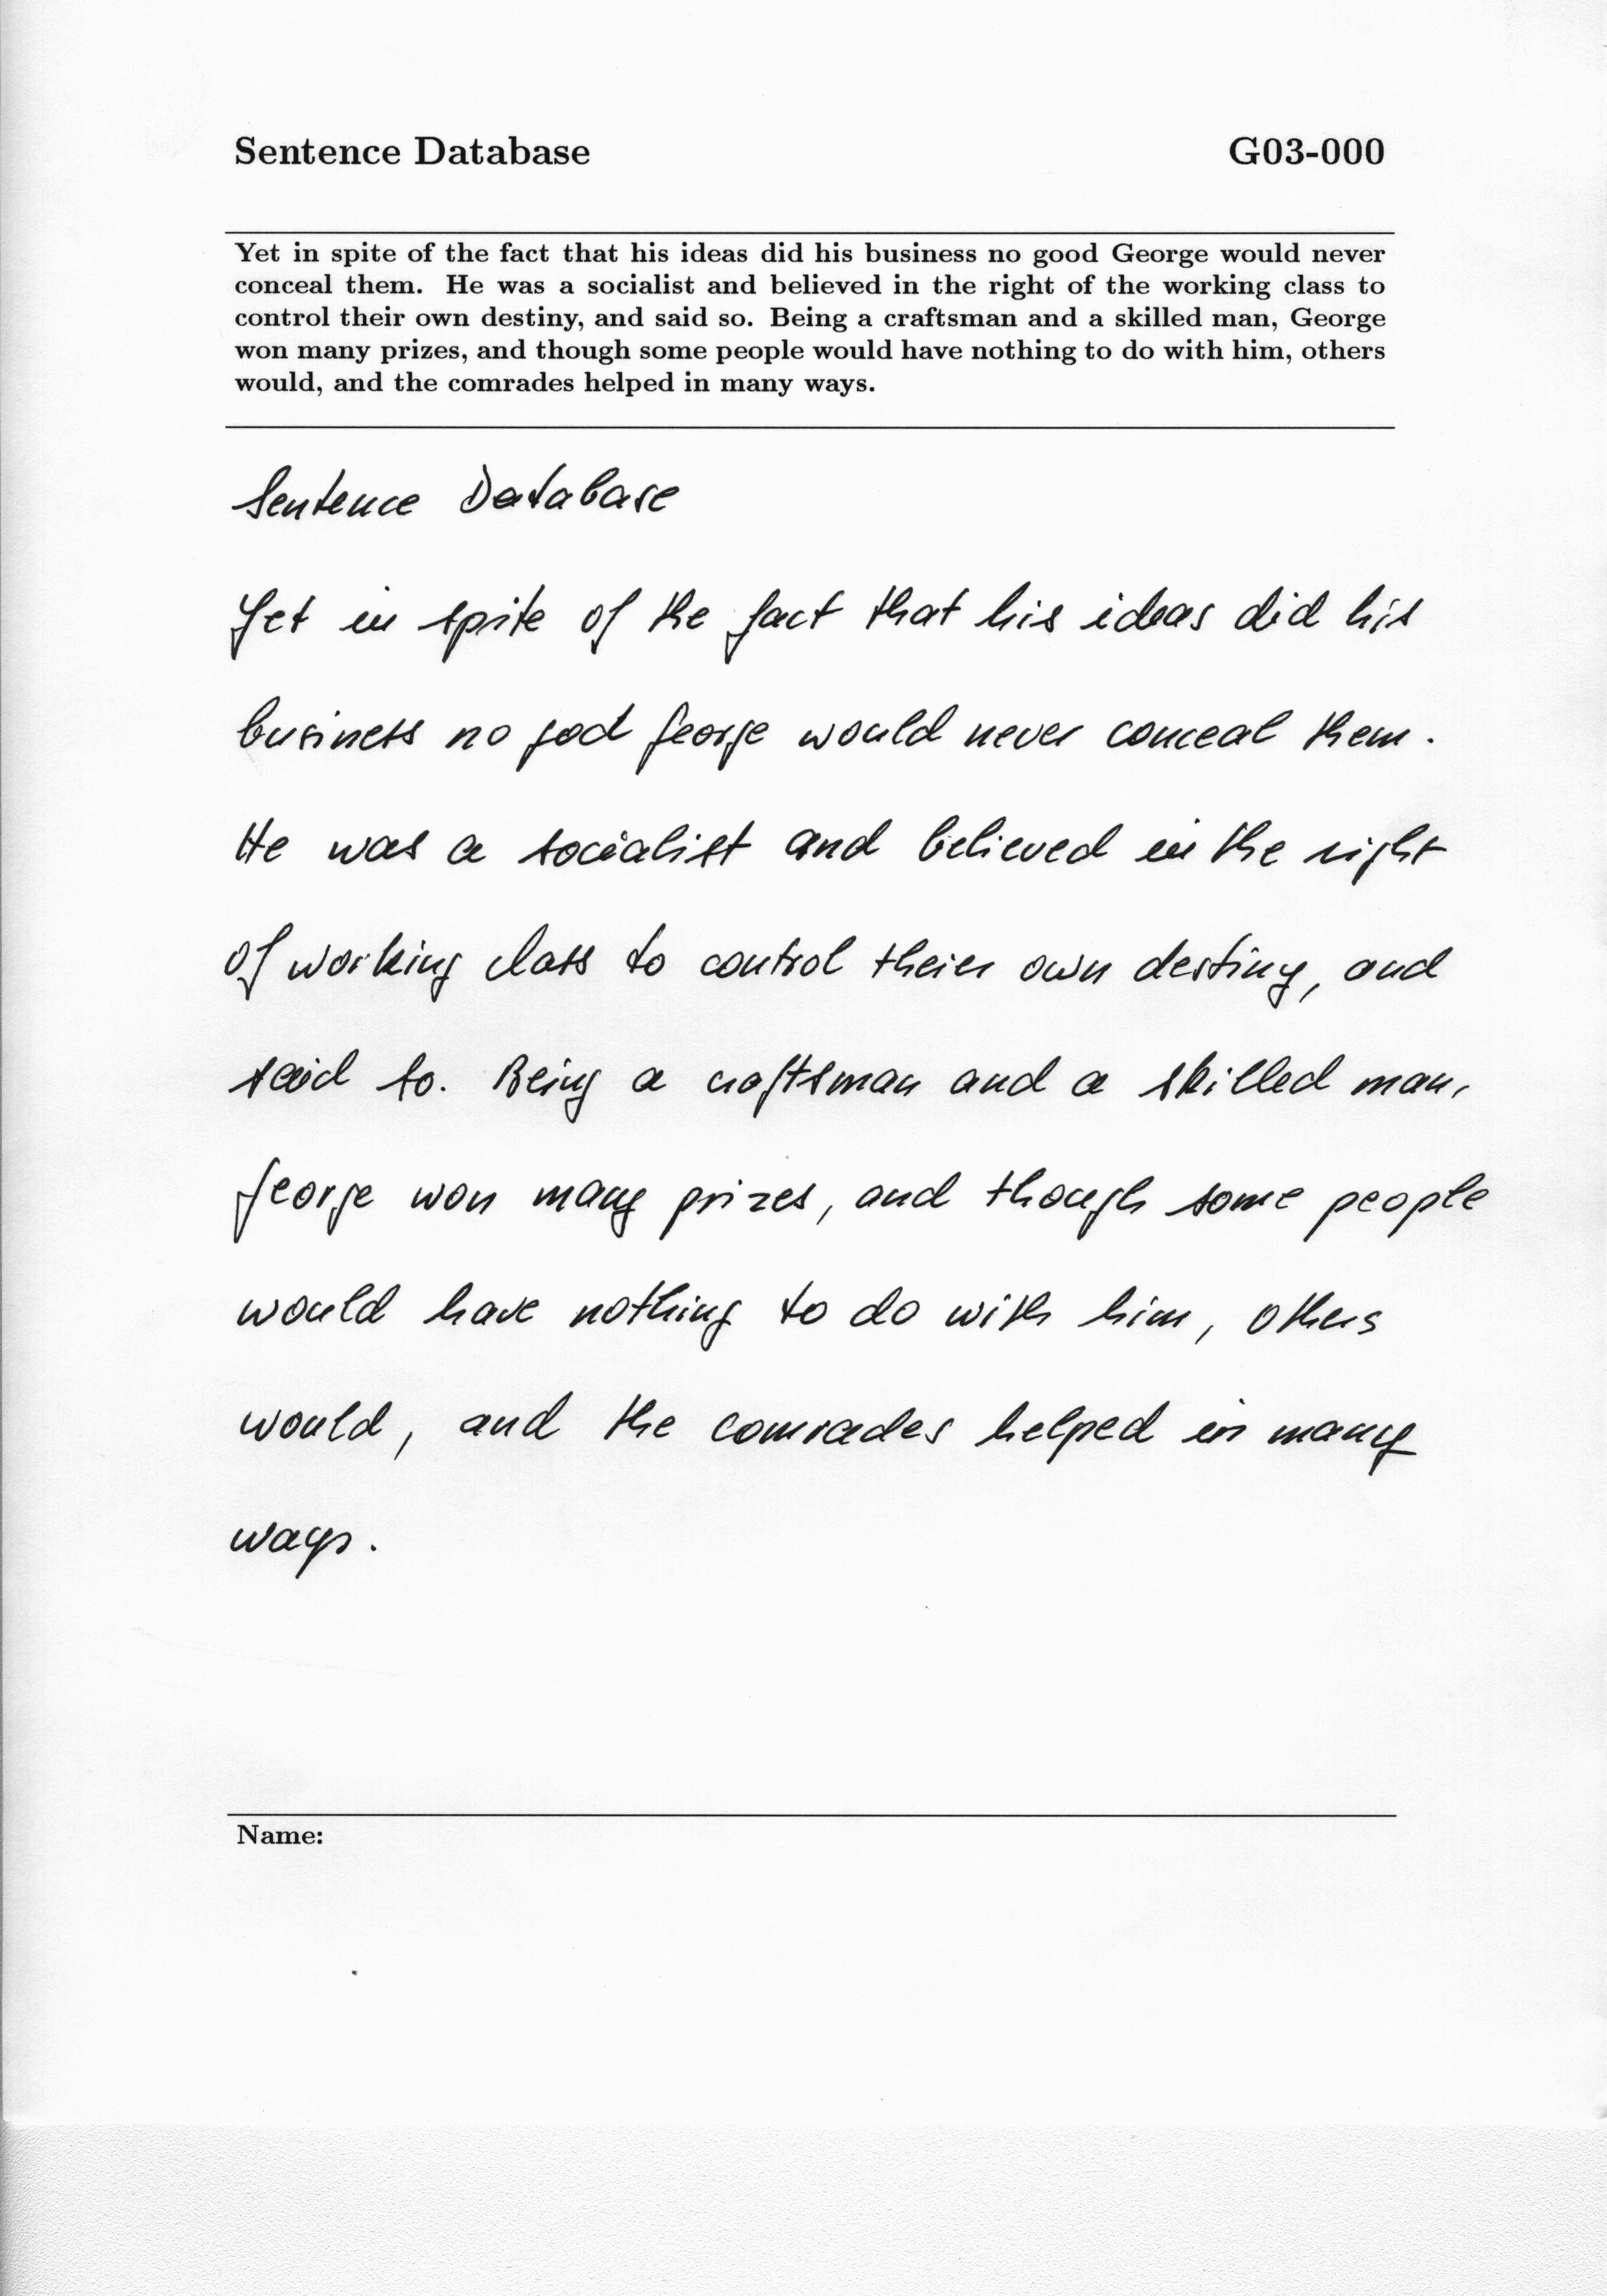 Sentence Database G03-000
Yet in spite of the fact that his ideas did his business no good George would never
conceal them. He was a socialist and believed in the right of the working class to
control their own destiny, and said so. Being a craftsman and a skilled man, George
won many prizes, and though some people would have nothing to do with him, others
would, and the comrades helped in many ways.
Sentence Database
Yet in spite of the fact that his ideas did his
business no god George would never conceal them.
He was a socialist and believed in the right
of working class to control theier own destiny, and
said so. Being a craftsman and a skilled man,
George won many prizes, and though some people
would have nothing to do with him, others
would, and the comrades helped in many
ways.
Name: